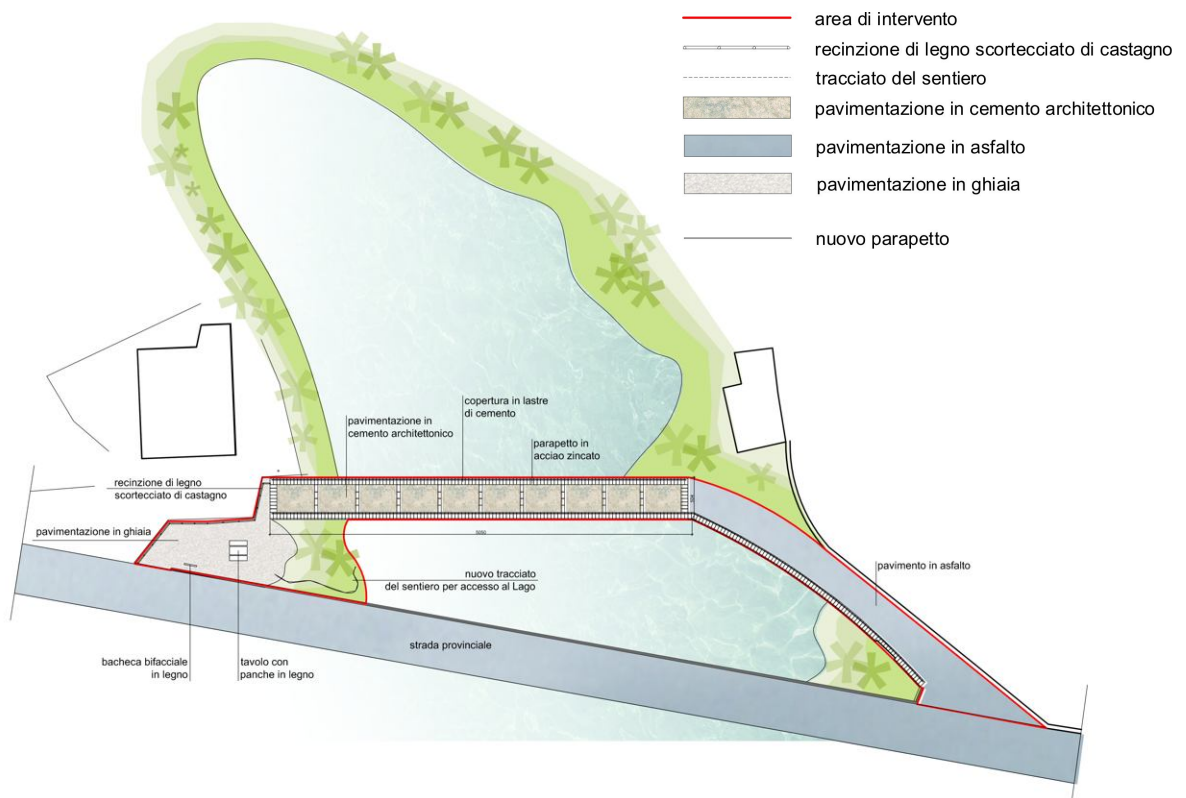 area di intervento
recinzione di legno scortecciato di castagno
tracciato del sentiero
pavimentazione in cemento architettonico
pavimentazione in asfalto
pavimentazione in ghiaia
nuovo parapetto
copertura in lastre
di cemento
pavimentazione in
cemento architettonico
parapetto in
acciao zincato
recinzione di legno
scortecciato di castagno
pavimentazione in ghiaia
nuovo tracciato
del sentiero per accesso al Lago
pavimento in asfalto
strada provinciale
bacheca bifacciale
in legno
tavolo con
panche in legno